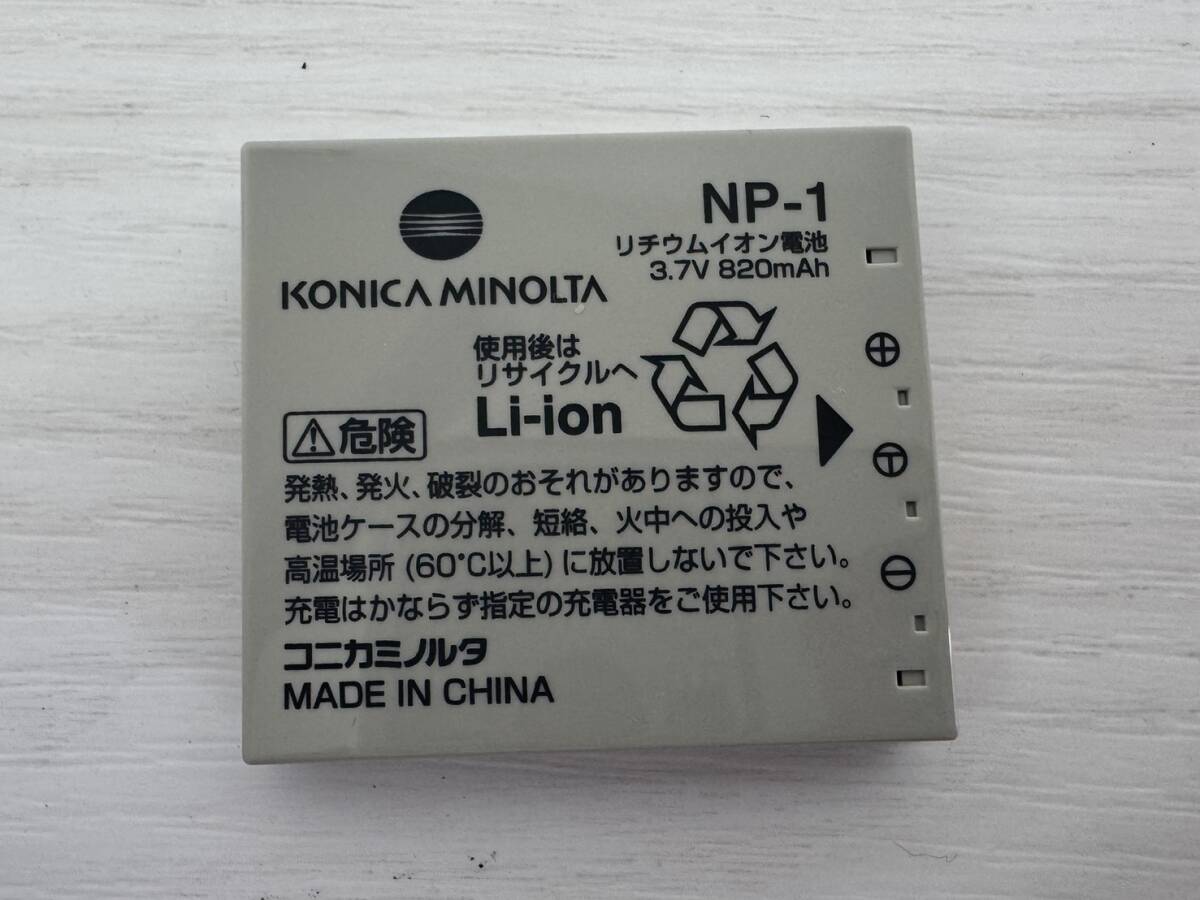 KONICA MINOLTA
NP-1
リチウムイオン電池
3.7V 820mAh
使用後は
リサイクルへ
Li-ion
⚠危険
発熱、発火、破裂のおそれがありますので、
電池ケースの分解、短絡、火中への投入や
高温場所 (60°C以上) に放置しないで下さい。
充電はかならず指定の充電器をご使用下さい。
コニカミノルタ
MADE IN CHINA
⊕
T
⊖